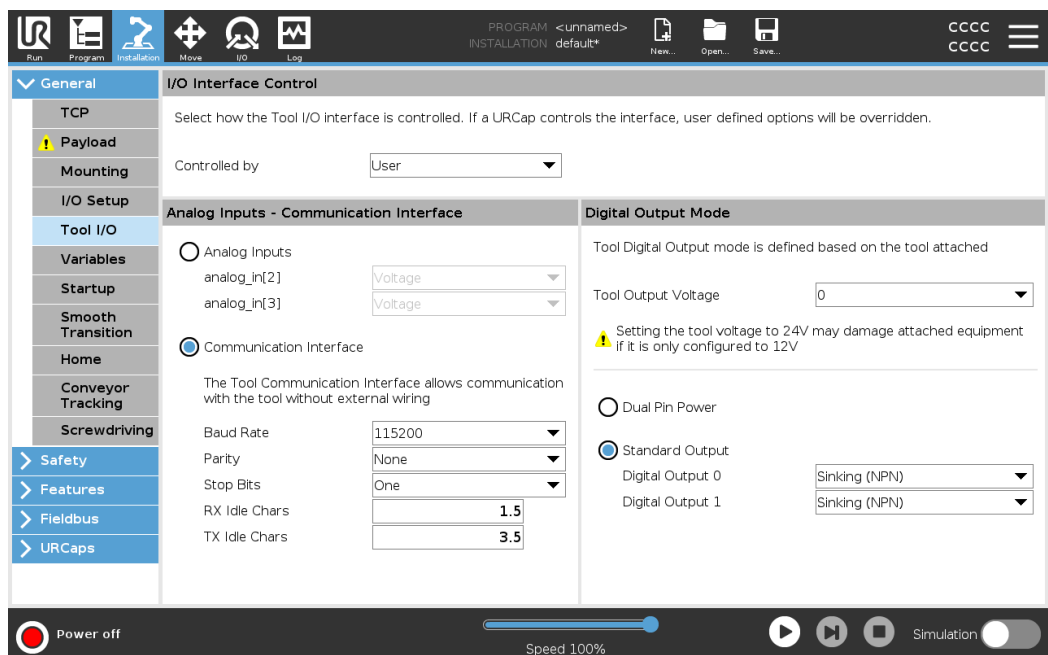 PROGRAM <unnamed>
INSTALLATION default*
UR
Run
Program
Installation
Move
I/O
Log
New...
Open...
Save...
CCCC
CCCC
General
TCP
Payload
Mounting
I/O Setup
Tool I/O
Variables
Startup
Smooth
Transition
Home
Conveyor
Tracking
Screwdriving
Safety
Features
Fieldbus
URCaps
I/O Interface Control
Select how the Tool I/O interface is controlled. If a URCap controls the interface, user defined options will be overridden.
Controlled by User
Analog Inputs - Communication Interface
Analog Inputs
analog_in[2] Voltage
analog_in[3] Voltage
Communication Interface
The Tool Communication Interface allows communication
with the tool without external wiring
Baud Rate 115200
Parity None
Stop Bits One
RX Idle Chars 1.5
TX Idle Chars 3.5
Digital Output Mode
Tool Digital Output mode is defined based on the tool attached
Tool Output Voltage 0
Setting the tool voltage to 24V may damage attached equipment
if it is only configured to 12V
Dual Pin Power
Standard Output
Digital Output 0 Sinking (NPN)
Digital Output 1 Sinking (NPN)
Power off
Speed 100%
Simulation